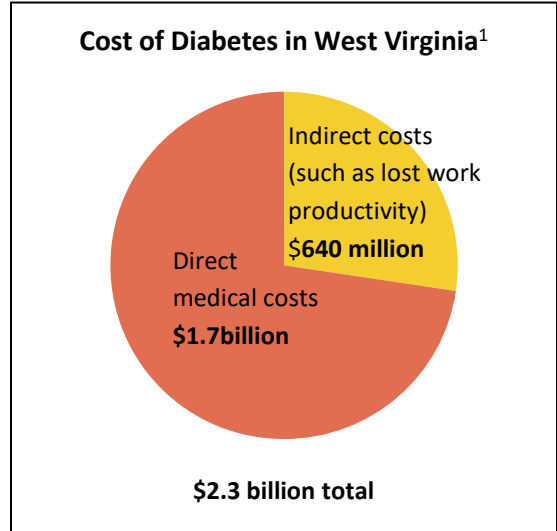 Cost of Diabetes in West Virginia¹
Indirect costs
(such as lost work
productivity)
$640 million
Direct
medical costs
$1.7billion
$2.3 billion total